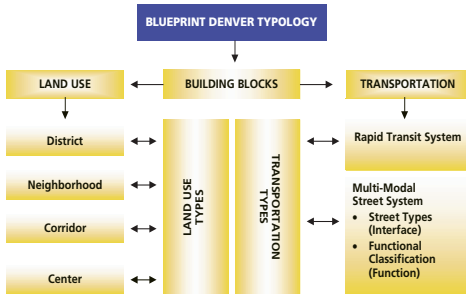 BLUEPRINT DENVER TYPOLOGY
LAND USE
BUILDING BLOCKS
TRANSPORTATION
District
Neighborhood
Corridor
Center
LAND USE
TYPES
TRANSPORTATION
TYPES
Rapid Transit System
Multi-Modal
Street System
• Street Types
(Interface)
• Functional
Classification
(Function)